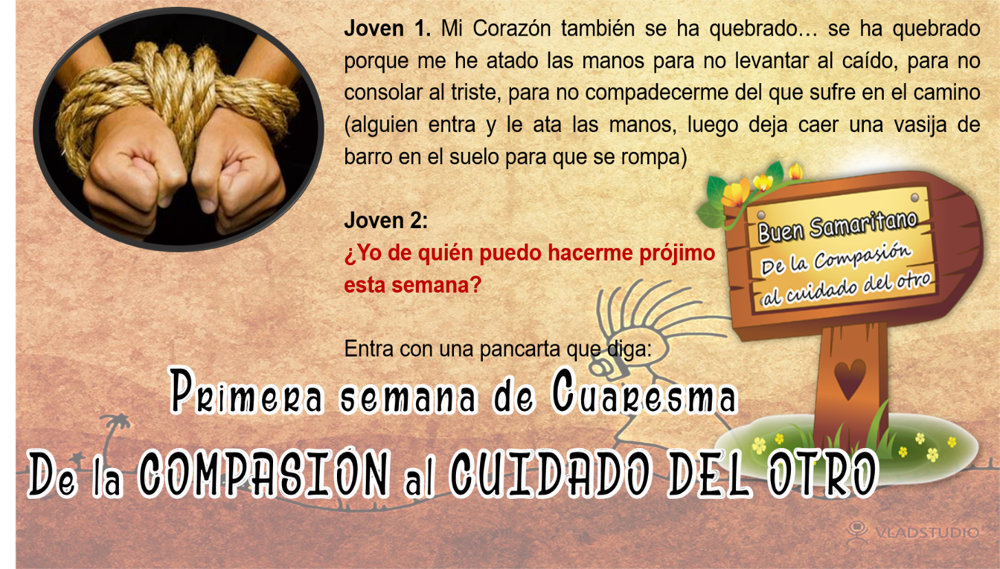 Joven 1. Mi Corazón también se ha quebrado… se ha quebrado
porque me he atado las manos para no levantar al caído, para no
consolar al triste, para no compadecerme del que sufre en el camino
(alguien entra y le ata las manos, luego deja caer una vasija de
barro en el suelo para que se rompa)
Joven 2:
¿Yo de quién puedo hacerme prójimo
esta semana?
Buen Samaritano
De la Compasión
al cuidado del otro
Entra con una pancarta que diga:
Primera semana de Cuaresma
De la COMPASIÓN al CUIDADO DEL OTRO
VLADSTUDIO